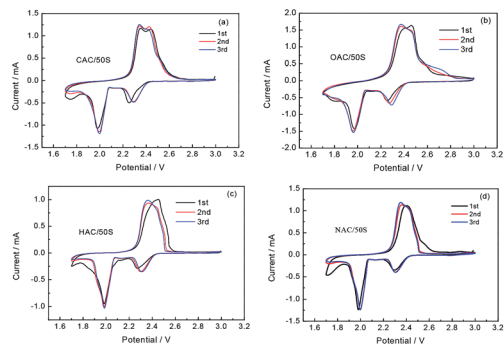 (a)
1st
2nd
3rd
CAC/50S
Current / mA
1.5
1.0
0.5
0.0
-0.5
-1.0
-1.5
1.6 1.8 2.0 2.2 2.4 2.6 2.8 3.0 3.2
Potential / V
(b)
1st
2nd
3rd
OAC/50S
Current / mA
2.0
1.5
1.0
0.5
0.0
-0.5
-1.0
-1.5
-2.0
1.6 1.8 2.0 2.2 2.4 2.6 2.8 3.0 3.2
Potential / V
(c)
1st
2nd
3rd
HAC/50S
Current / mA
1.0
0.5
0.0
-0.5
-1.0
1.6 1.8 2.0 2.2 2.4 2.6 2.8 3.0 3.2
Potential / V
(d)
1st
2nd
3rd
NAC/50S
Current / mA
1.5
1.0
0.5
0.0
-0.5
-1.0
-1.5
1.6 1.8 2.0 2.2 2.4 2.6 2.8 3.0 3.2
Potential / V